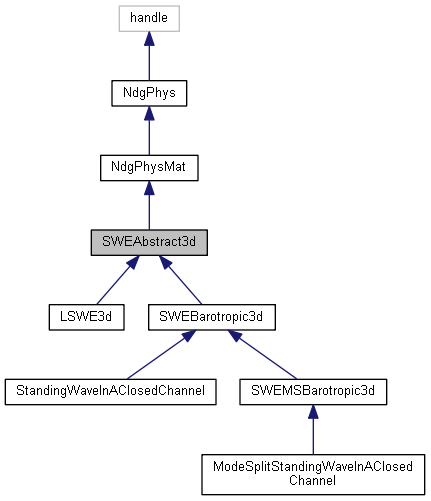 handle
NdgPhys
NdgPhysMat
SWEAbstract3d
LSWE3d
SWEBarotropic3d
StandingWaveInAClosedChannel
SWEMSBarotropic3d
ModeSplitStandingWaveInAClosed
Channel